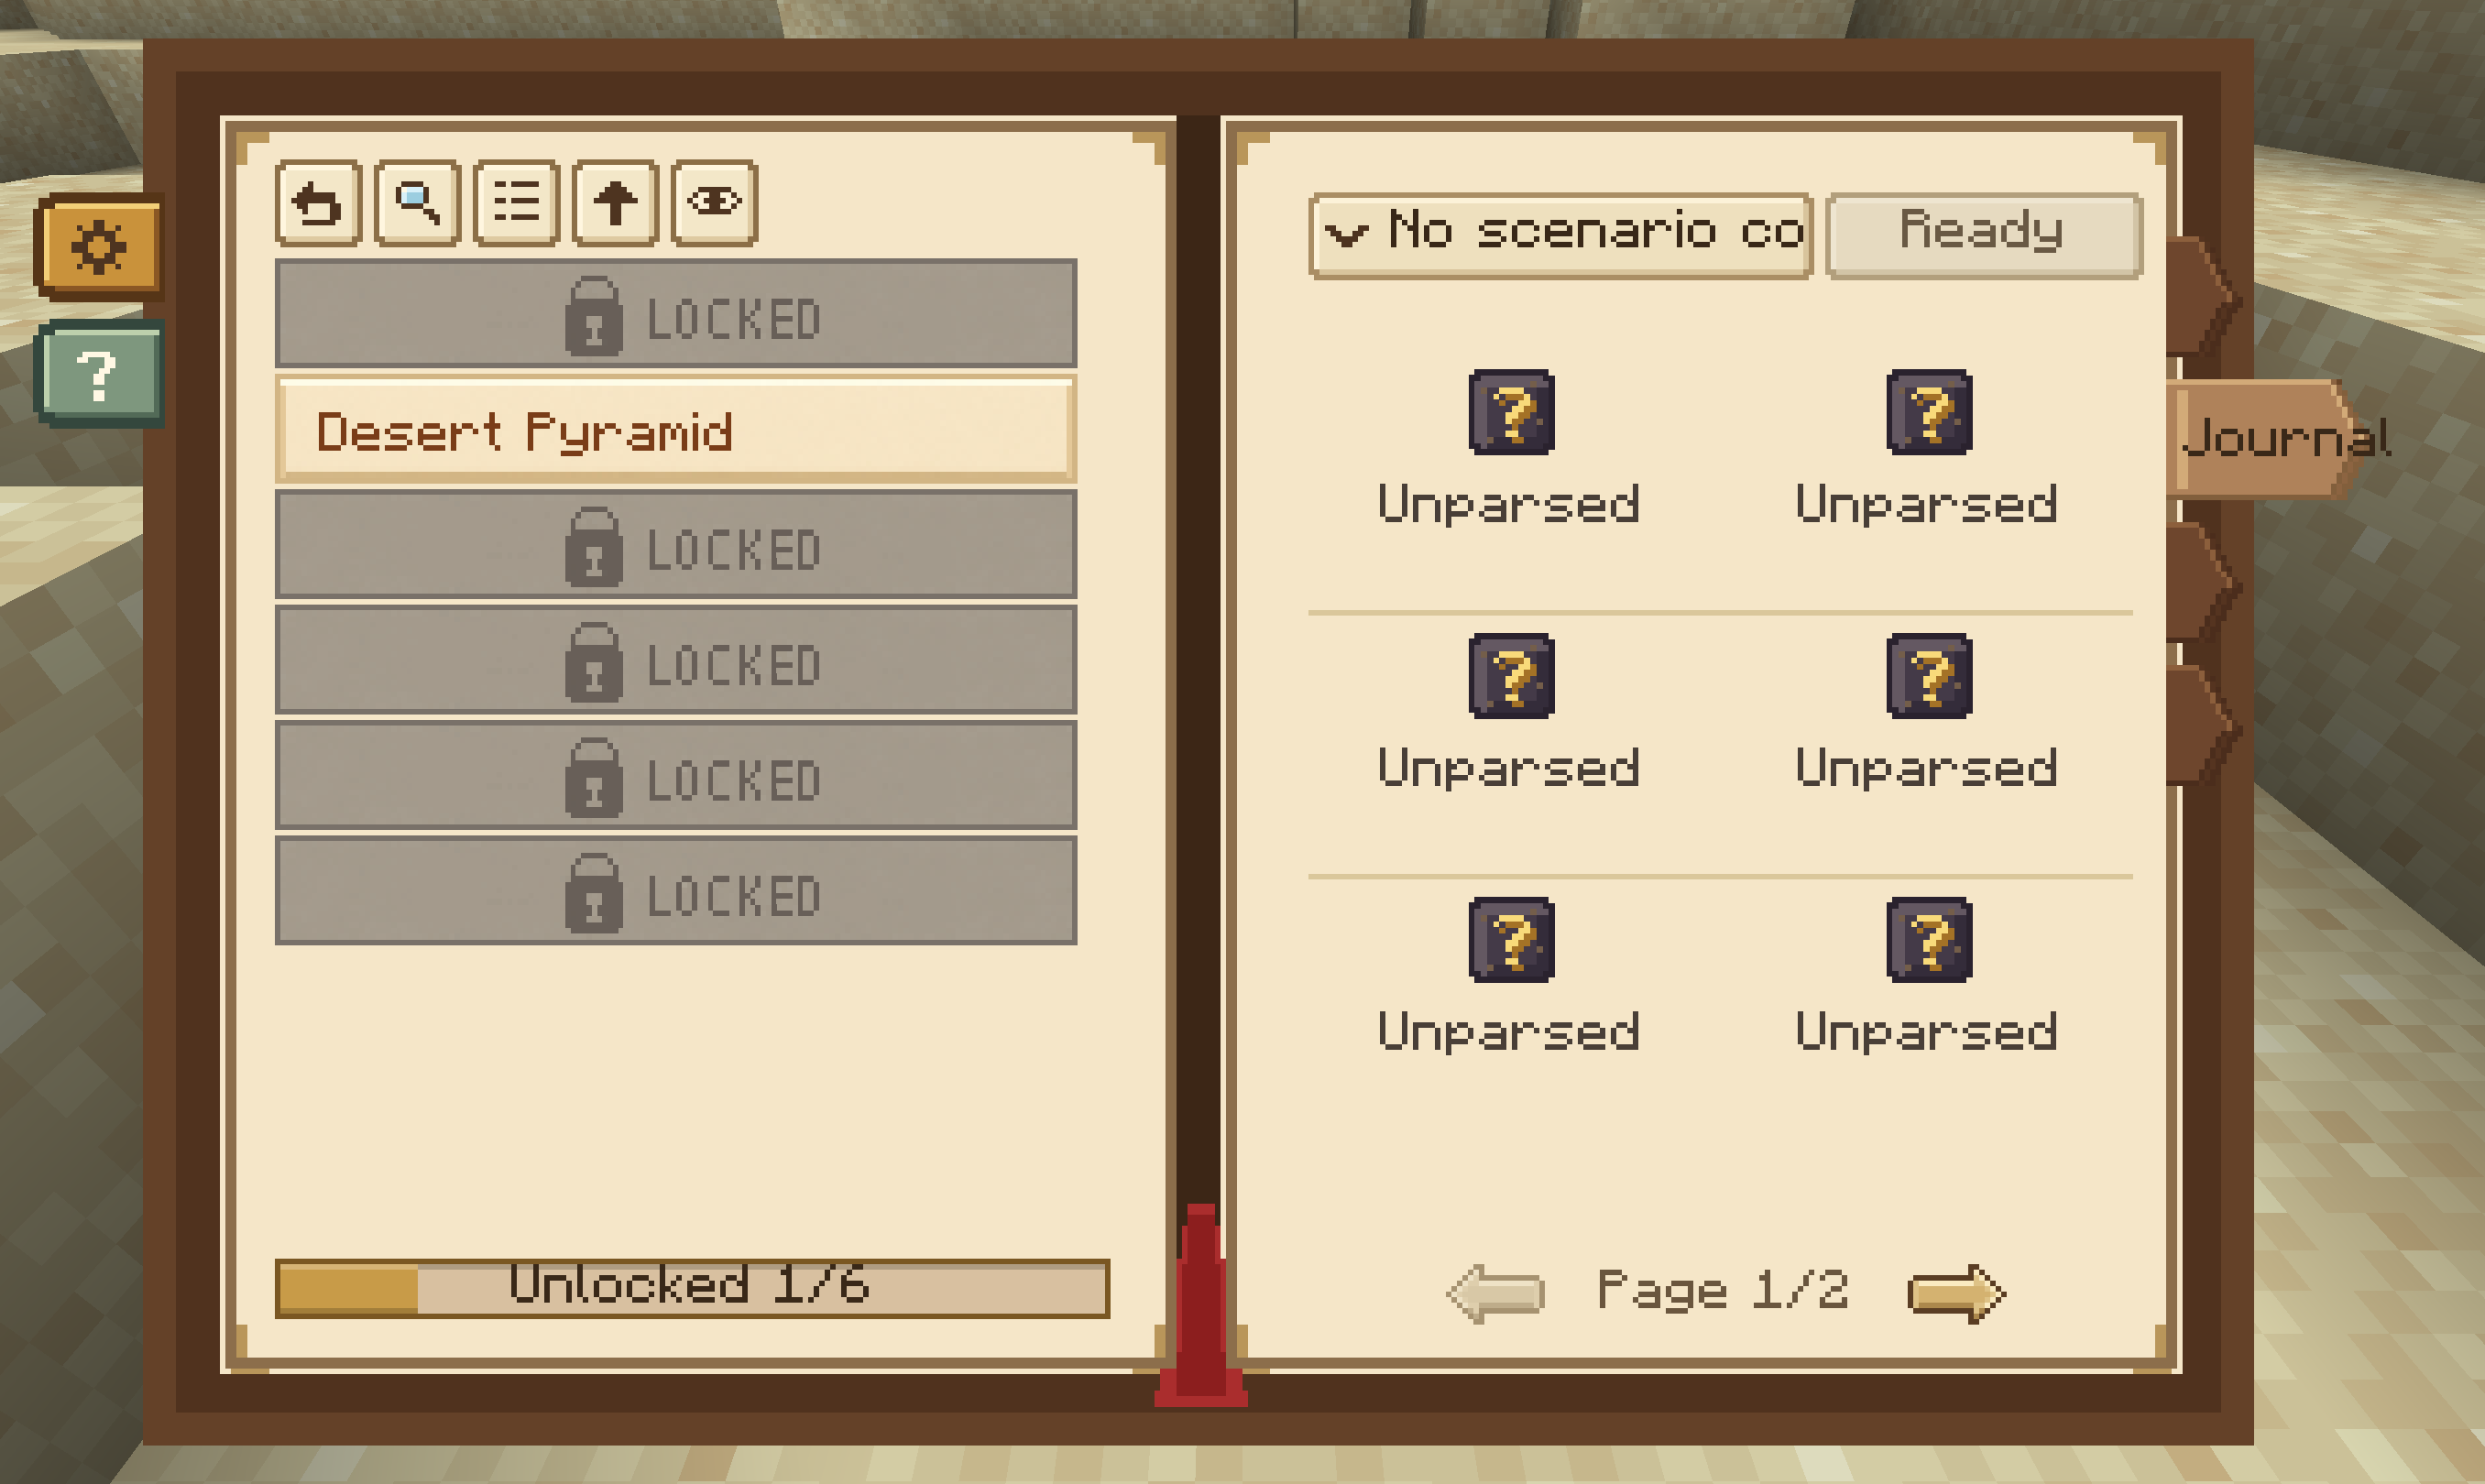 LOCKED
Desert Pyramid
LOCKED
LOCKED
LOCKED
LOCKED
Unlocked 1/6
?
No scenario co
Ready
Unparsed
Unparsed
Unparsed
Unparsed
Unparsed
Unparsed
Page 1/2
Journal